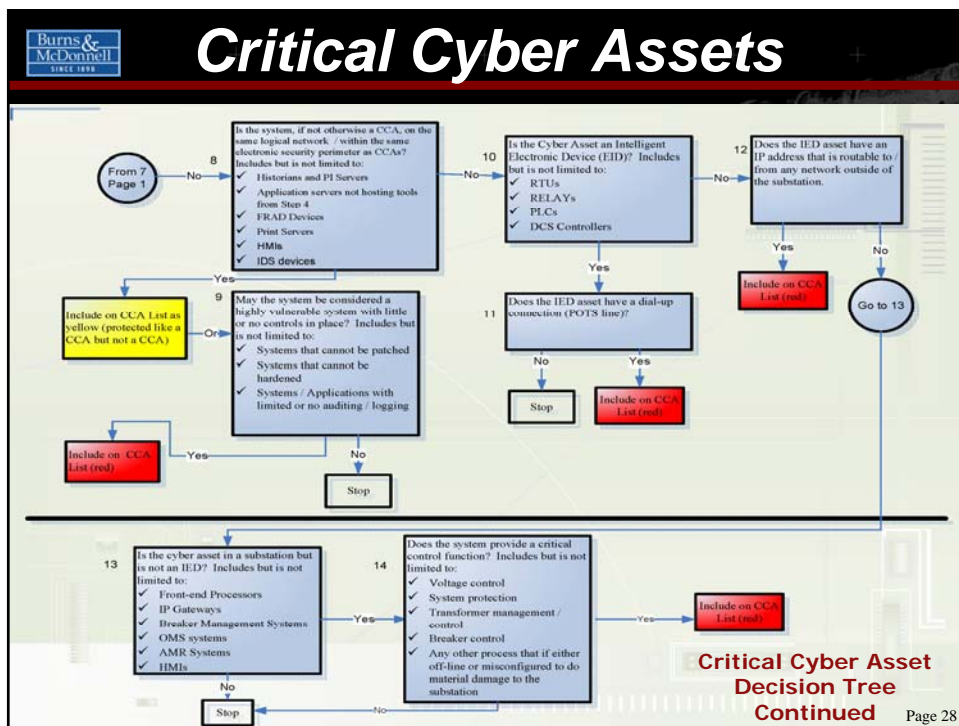 Burns &
McDonnell
SINCE 1898
Critical Cyber Assets
From 7
Page 1
No
8
Is the system, if not otherwise a CCA, on the
same logical network / within the same
electronic security perimeter as CCAs?
Includes but is not limited to:
✓ Historians and PI Servers
✓ Application servers not hosting tools
from Step 4
✓ FRAD Devices
✓ Print Servers
✓ HMIs
✓ IDS devices
No
Yes
10
Is the Cyber Asset an Intelligent
Electronic Device (EID)? Includes
but is not limited to:
✓ RTUs
✓ RELAYs
✓ PLCs
✓ DCS Controllers
No
Yes
12
Does the IED asset have an
IP address that is routable to /
from any network outside of
the substation.
Yes
No
Include on CCA
List (red)
Go to 13
Include on CCA List as
yellow (protected like a
CCA but not a CCA)
Or
9
May the system be considered a
highly vulnerable system with little
or no controls in place? Includes but
is not limited to:
✓ Systems that cannot be patched
✓ Systems that cannot be
hardened
✓ Systems / Applications with
limited or no auditing / logging
Yes
No
Include on CCA
List (red)
Stop
11
Does the IED asset have a dial-up
connection (POTS line)?
No
Yes
Stop
Include on CCA
List (red)
13
Is the cyber asset in a substation but
is not an IED? Includes but is not
limited to:
✓ Front-end Processors
✓ IP Gateways
✓ Breaker Management Systems
✓ OMS systems
✓ AMR Systems
✓ HMIs
Yes
No
Stop
14
Does the system provide a critical
control function? Includes but is not
limited to:
✓ Voltage control
✓ System protection
✓ Transformer management /
control
✓ Breaker control
✓ Any other process that if either
off-line or misconfigured to do
material damage to the
substation
Yes
No
Include on CCA
List (red)
Critical Cyber Asset
Decision Tree
Continued
Page 28